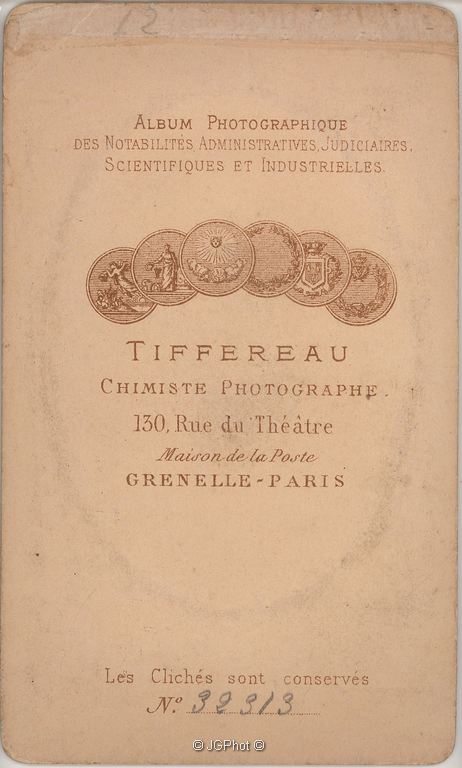 12
ALBUM PHOTOGRAPHIQUE
DES NOTABILITÉS ADMINISTRATIVES, JUDICIAIRES,
SCIENTIFIQUES ET INDUSTRIELLES.
TIFFEREAU
CHIMISTE PHOTOGRAPHE.
130, Rue du Théâtre
Maison de la Poste
GRENELLE-PARIS
Les Clichés sont conservés
No. 32313
© JGPhot ©